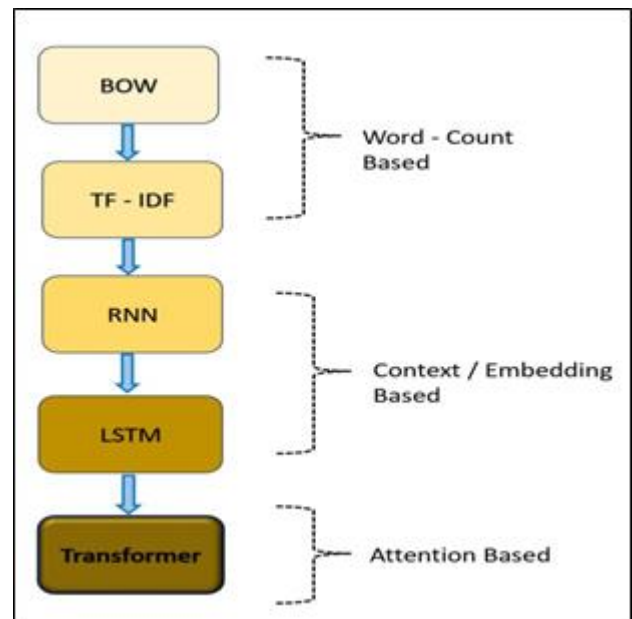 BOW
Word - Count
Based
TF - IDF
RNN
Context / Embedding
Based
LSTM
Transformer
Attention Based